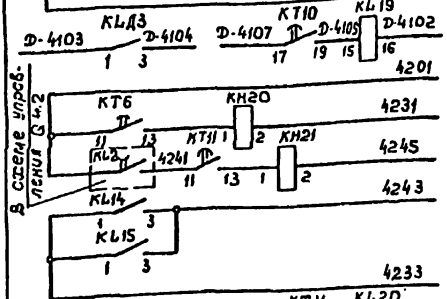 KLД3 KT10 KL19
Д-4103 Д-4104 Д-4107 Д-4105 Д-4102
1 3 17 19 15 16
4201
KT6 KH20 4231
11 13 1 2
KL2 4241 KT11 KH21 4245
11 13 1 2
KL14 4243
1 3
KL15
1 3
4233
KL20
В схеме управ-
ления Q и.2